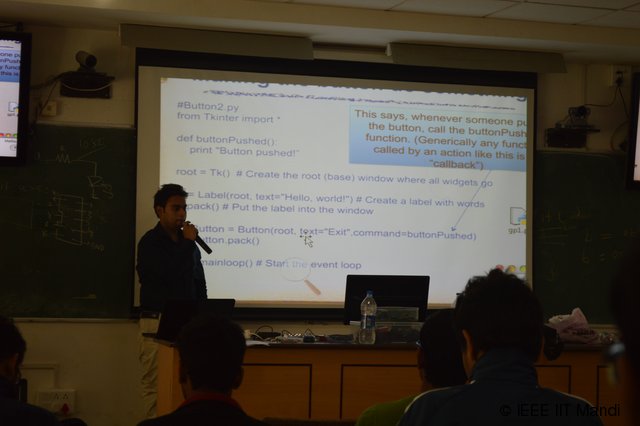 #Button2.py
from Tkinter import *
def buttonPushed():
print "Button pushed!"
root = Tk() # Create the root (base) window where all widgets go
= Label(root, text="Hello, world!") # Create a label with words
pack() # Put the label into the window
Button = Button(root, text="Exit",command=buttonPushed)
utton.pack()
mainloop() # Start the event loop
This says, whenever someone pu
the button, call the buttonPush
function. (Generically any funct
called by an action like this is
"callback")
gpl.
© IEEE IIT Mandi